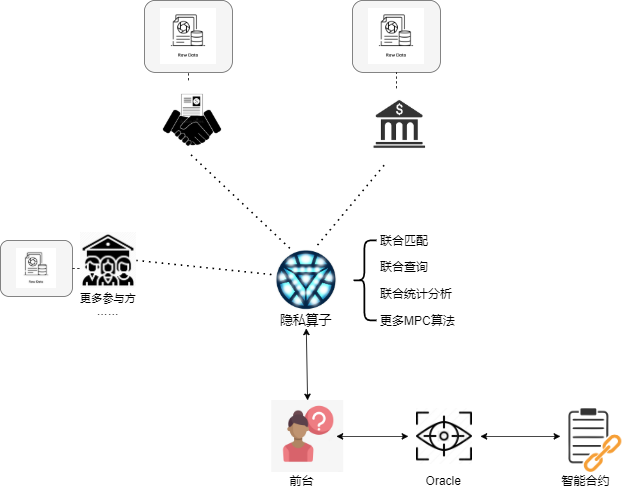 Raw Data
Raw Data
$
联合匹配
联合查询
Raw Data
更多参与方
……
联合统计分析
隐私算子
更多MPC算法
?
前台
Oracle
智能合约